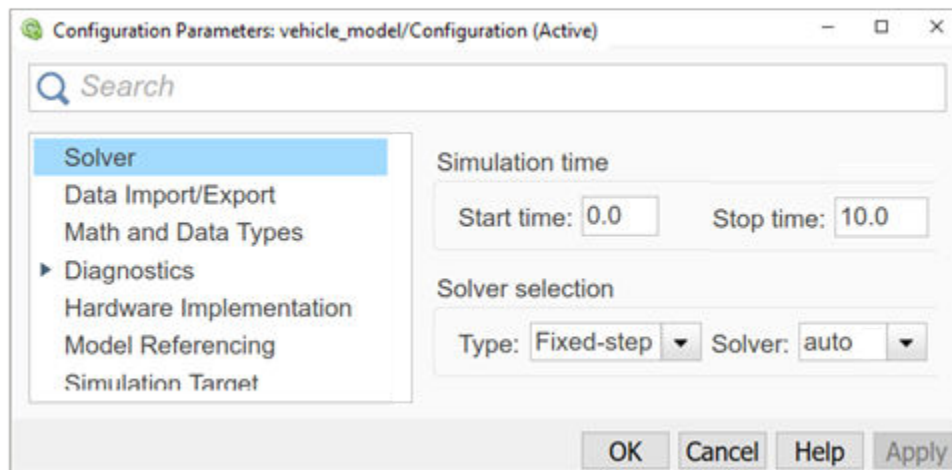 Configuration Parameters: vehicle_model/Configuration (Active)
Search
Solver
Data Import/Export
Math and Data Types
Diagnostics
Hardware Implementation
Model Referencing
Simulation Target
Simulation time
Start time: 0.0 Stop time: 10.0
Solver selection
Type: Fixed-step Solver: auto
OK Cancel Help Apply